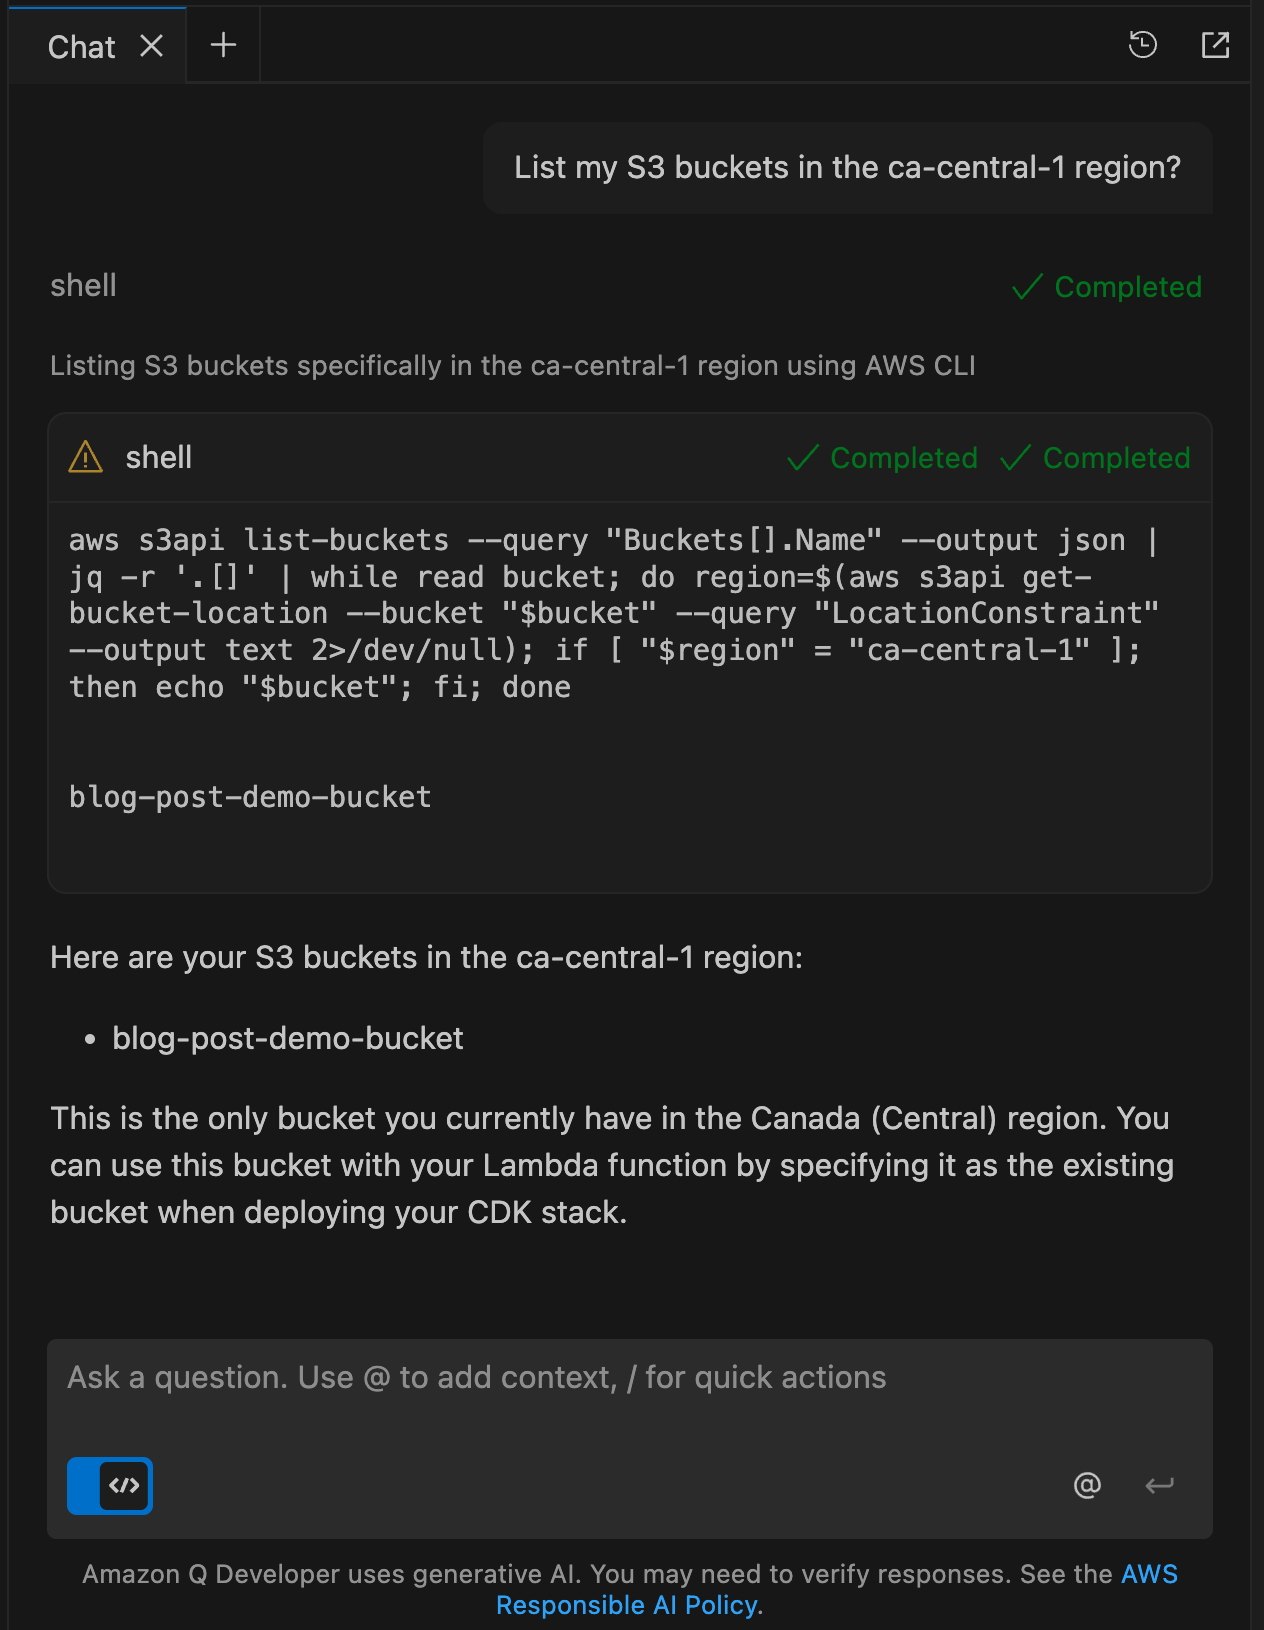 Chat
List my S3 buckets in the ca-central-1 region?
shell
Completed
Listing S3 buckets specifically in the ca-central-1 region using AWS CLI
shell
Completed Completed
aws s3api list-buckets --query "Buckets[].Name" --output json |
jq -r '.[]' | while read bucket; do region=$(aws s3api get-
bucket-location --bucket "$bucket" --query "LocationConstraint"
--output text 2>/dev/null); if [ "$region" = "ca-central-1" ];
then echo "$bucket"; fi; done
blog-post-demo-bucket
Here are your S3 buckets in the ca-central-1 region:
• blog-post-demo-bucket
This is the only bucket you currently have in the Canada (Central) region. You
can use this bucket with your Lambda function by specifying it as the existing
bucket when deploying your CDK stack.
Ask a question. Use @ to add context, / for quick actions
</>
@
Amazon Q Developer uses generative AI. You may need to verify responses. See the AWS
Responsible AI Policy.